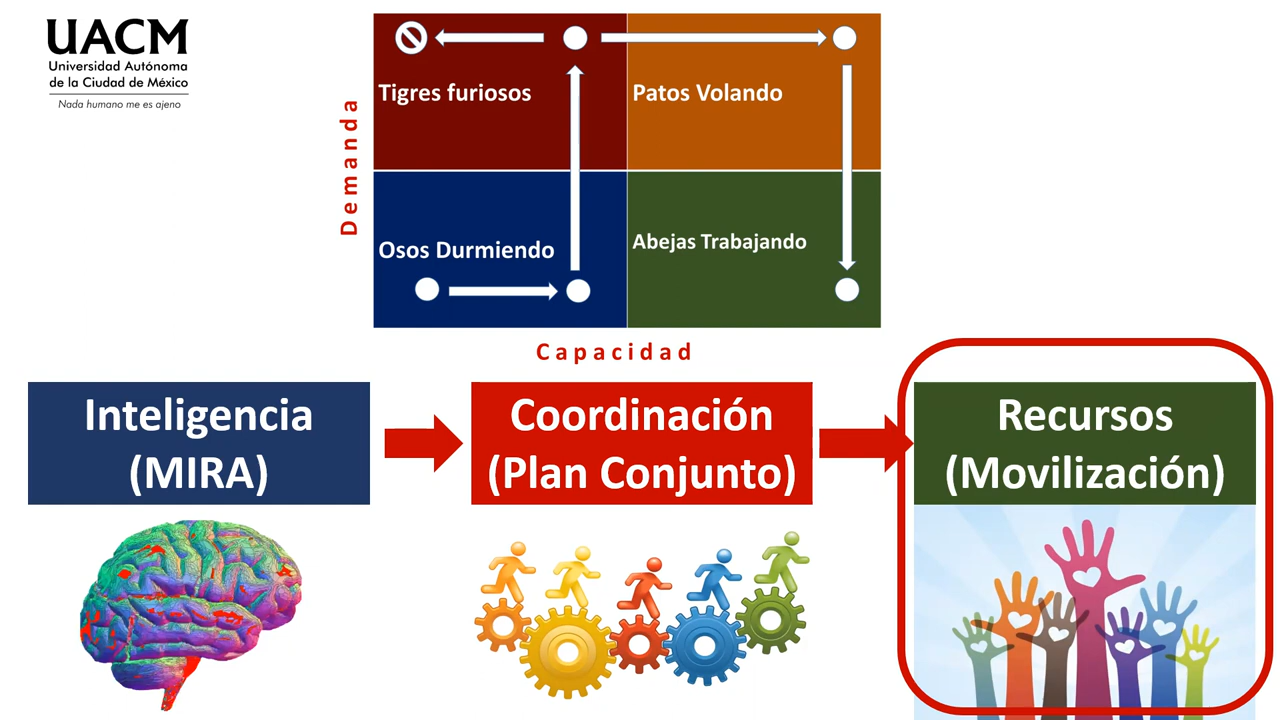 UACM
Universidad Autónoma
de la Ciudad de México
Nada humano me es ajeno
Demanda
Tigres furiosos
Patos Volando
Osos Durmiendo
Abejas Trabajando
Capacidad
Inteligencia
(MIRA)
Coordinación
(Plan Conjunto)
Recursos
(Movilización)